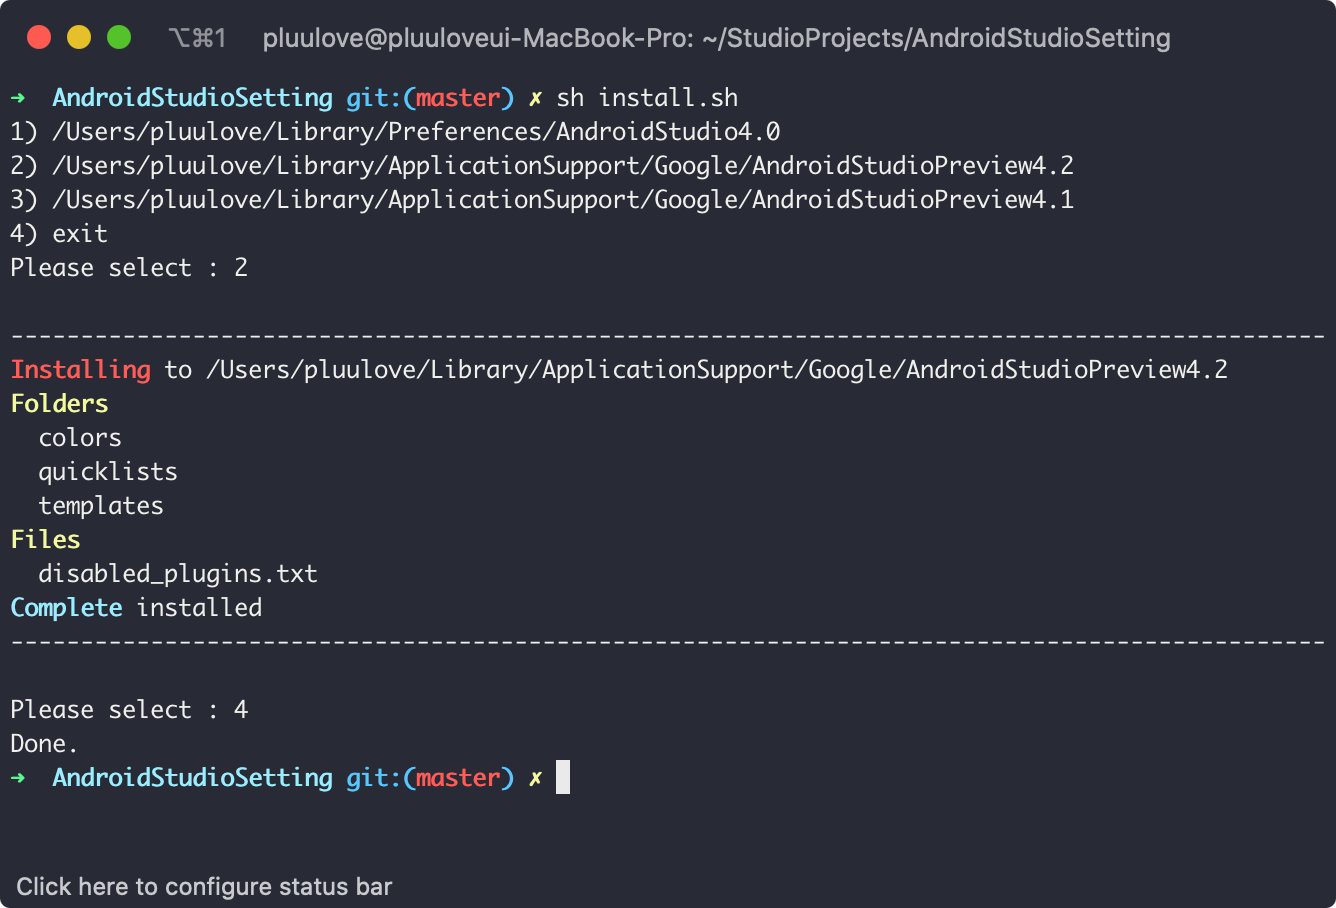 ⌥⌘1 pluulove@pluuloveui-MacBook-Pro: ~/StudioProjects/AndroidStudioSetting
➜ AndroidStudioSetting git:(master) ✗ sh install.sh
1) /Users/pluulove/Library/Preferences/AndroidStudio4.0
2) /Users/pluulove/Library/ApplicationSupport/Google/AndroidStudioPreview4.2
3) /Users/pluulove/Library/ApplicationSupport/Google/AndroidStudioPreview4.1
4) exit
Please select : 2
----------------------------------------------------------------------------------------------
Installing to /Users/pluulove/Library/ApplicationSupport/Google/AndroidStudioPreview4.2
Folders
  colors
  quicklists
  templates
Files
  disabled_plugins.txt
Complete installed
----------------------------------------------------------------------------------------------
Please select : 4
Done.
➜ AndroidStudioSetting git:(master) ✗
Click here to configure status bar